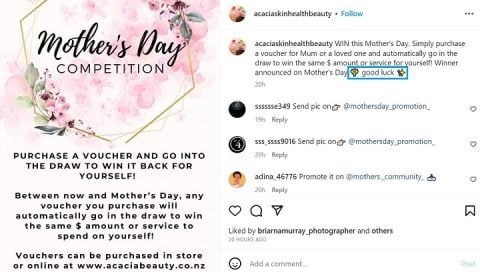 Mother's Day
COMPETITION
PURCHASE A VOUCHER AND GO INTO
THE DRAW TO WIN IT BACK FOR
YOURSELF!
Between now and Mother's Day, any
voucher you purchase will
automatically go in the draw to win
the same $ amount or service to
spend on yourself!
Vouchers can be purchased in store
or online at www.acaciabeauty.co.nz
acaciaskinhealthbeauty • Follow
acaciaskinhealthbeauty WIN this Mother's Day. Simply purchase
a voucher for Mum or a loved one and automatically go in the
draw to win the same $ amount or service for yourself! Winner
announced on Mother's Day 💐 good luck 💫
20h
sssssse349 Send pic on👉 @mothersday_promotion_
19h Reply
sss_ssss9016 Send pic on👉 @mothersday_promotion_
20h Reply
adina_46776 Promote it on @mothers._community_ 📥
20h Reply
Liked by briarnamurray_photographer and others
20 HOURS AGO
Add a comment...
Post